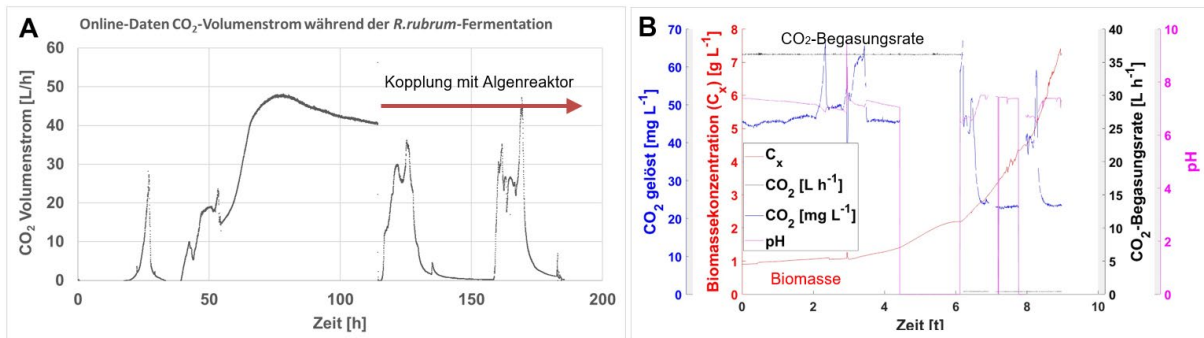 A
Online-Daten CO₂-Volumenstrom während der R.rubrum-Fermentation
Kopplung mit Algenreaktor
CO₂ Volumenstrom [L/h]
60
50
40
30
20
10
0
0 50 100 150 200
Zeit [h]
B
CO₂-Begasungsrate
CO₂ gelöst [mg L⁻¹]
70
60
50
40
30
20
10
0
Biomassekonzentration (Cₓ) [g L⁻¹]
8
7
6
5
4
3
2
1
0
Cₓ
CO₂ [L h⁻¹]
CO₂ [mg L⁻¹]
pH
Biomasse
0 2 4 6 8 10
Zeit [t]
40
35
30
25
20
15
10
5
0
CO₂-Begasungsrate [L h⁻¹]
10
8
6
4
2
0
pH